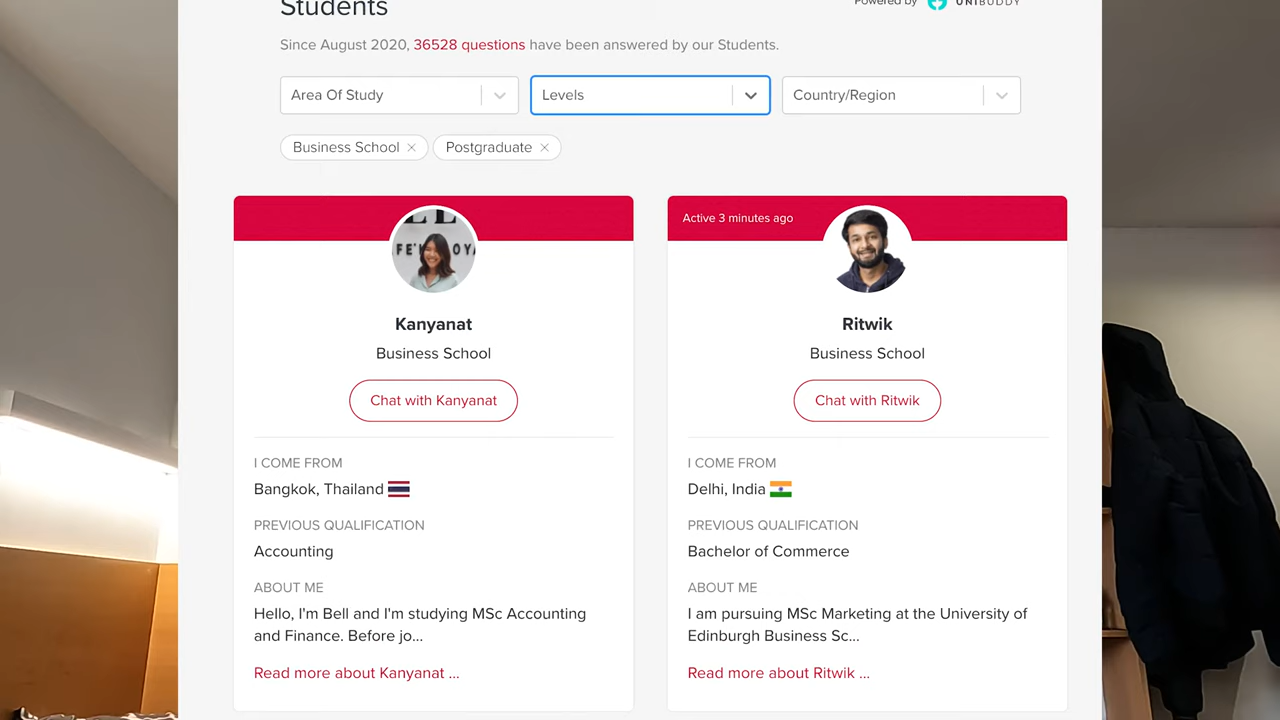 Students
Powered by UNIBUDDY
Since August 2020, 36528 questions have been answered by our Students.
Area Of Study
Levels
Country/Region
Business School ×
Postgraduate ×
Active 3 minutes ago
Kanyanat
Business School
Chat with Kanyanat
I COME FROM
Bangkok, Thailand
PREVIOUS QUALIFICATION
Accounting
ABOUT ME
Hello, I'm Bell and I'm studying MSc Accounting
and Finance. Before jo...
Read more about Kanyanat ...
Ritwik
Business School
Chat with Ritwik
I COME FROM
Delhi, India
PREVIOUS QUALIFICATION
Bachelor of Commerce
ABOUT ME
I am pursuing MSc Marketing at the University of
Edinburgh Business Sc...
Read more about Ritwik ...